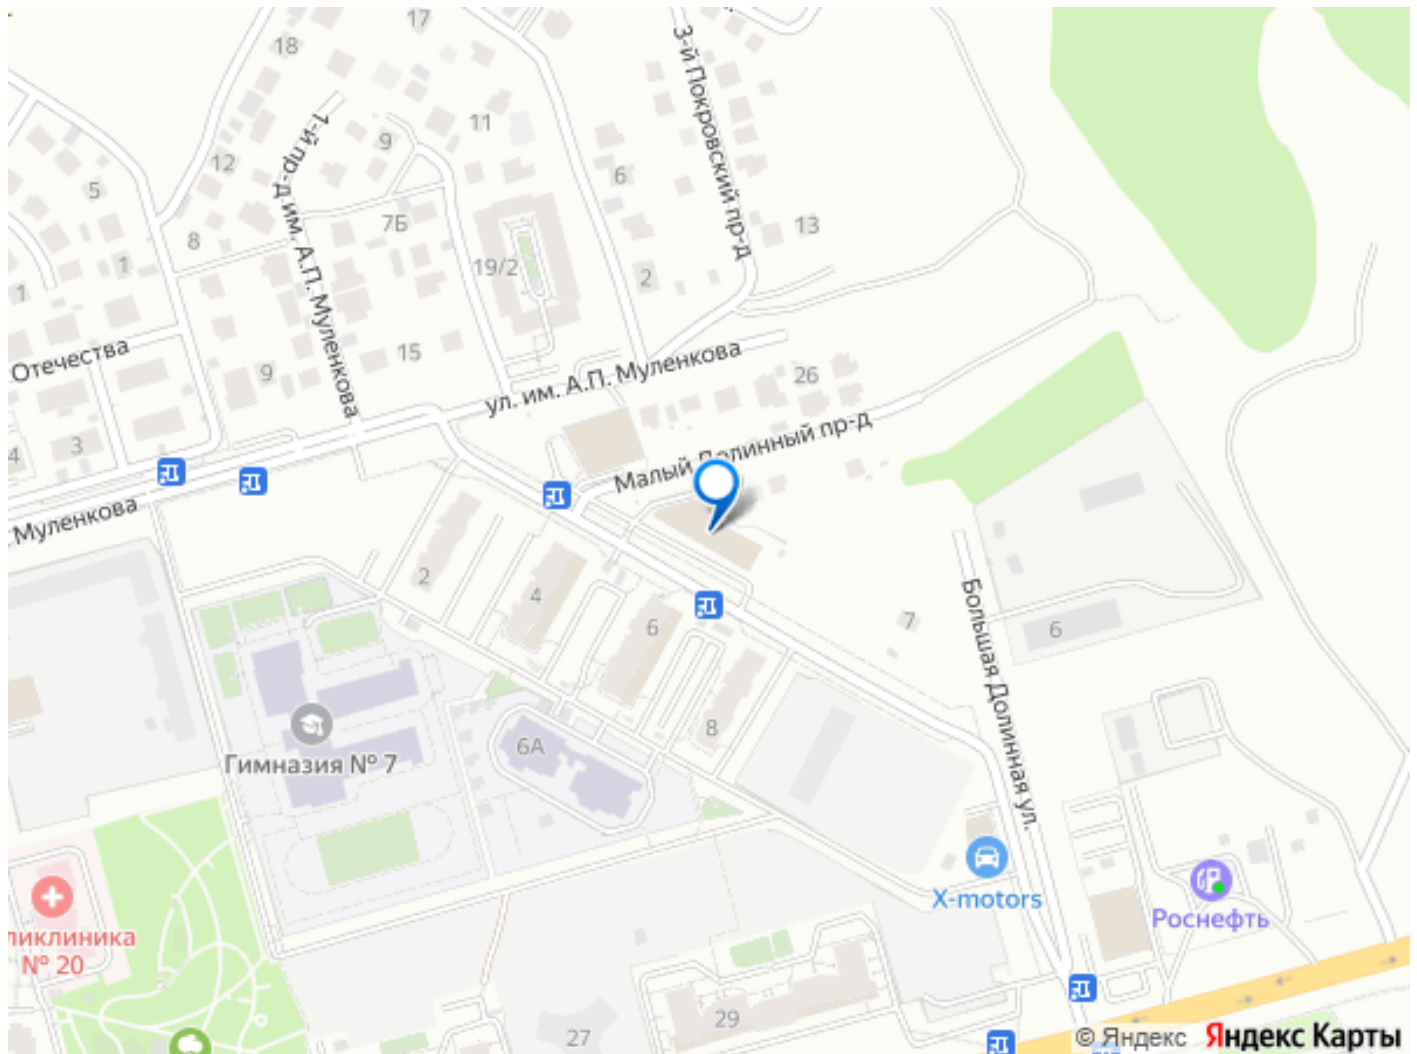 17
18
3-й Покровский пр-д
11
1-й пр-д им. А.П. Муленкова
9
12
6
5
7Б
13
8
19/2
2
1
1
Отечества
15
ул. им. А.П. Муленкова
26
9
Малый Долинный пр-д
3
4
Муленкова
2
4
6
7
6
Большая Долинная ул.
8
6А
Гимназия № 7
X-motors
Роснефть
ликлиника
№ 20
29
27
© Яндекс Яндекс Карты